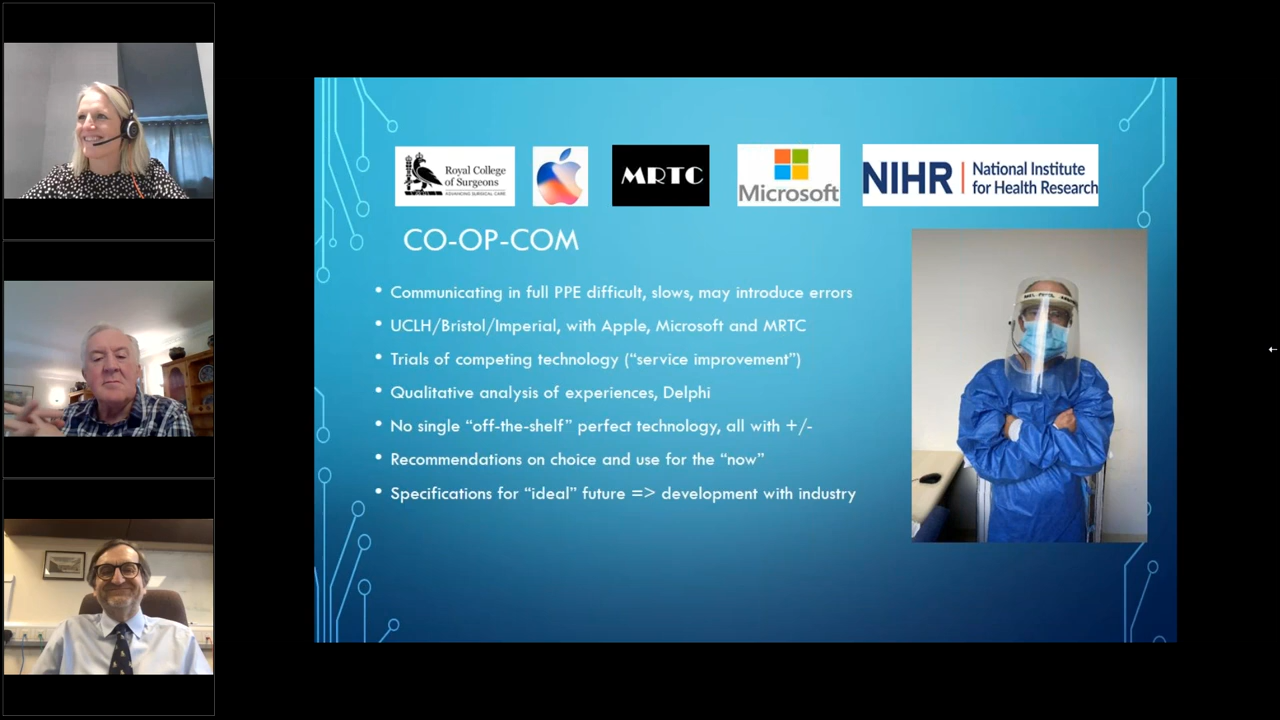 Royal College
of Surgeons
ADVANCING SURGICAL CARE
MRTC
Microsoft
NIHR | National Institute
for Health Research
CO-OP-COM
• Communicating in full PPE difficult, slows, may introduce errors
• UCLH/Bristol/Imperial, with Apple, Microsoft and MRTC
• Trials of competing technology (“service improvement”)
• Qualitative analysis of experiences, Delphi
• No single “off-the-shelf” perfect technology, all with +/-
• Recommendations on choice and use for the “now”
• Specifications for “ideal” future => development with industry